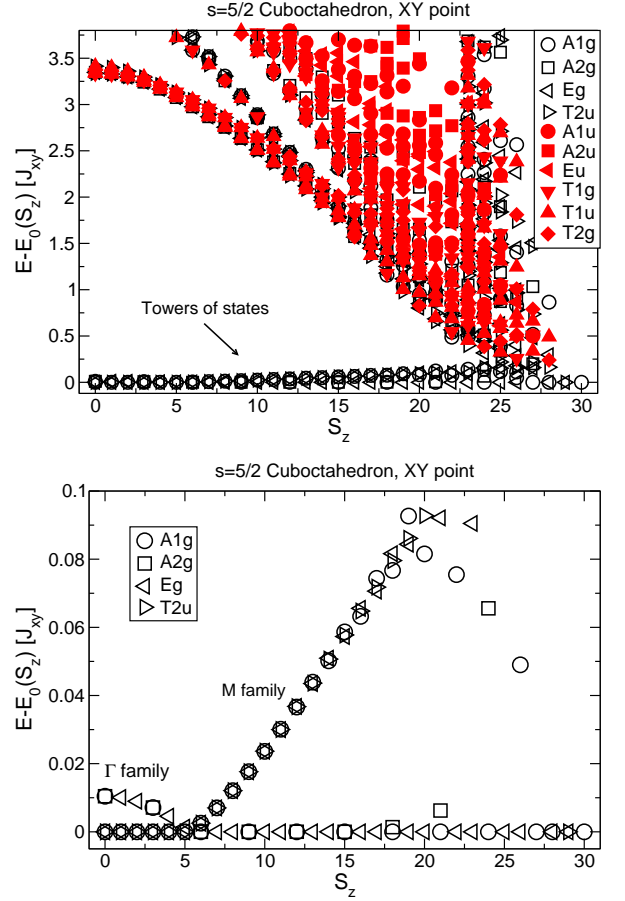 s=5/2 Cuboctahedron, XY point
3.5
3
2.5
2
1.5
1
0.5
0
E-E0(Sz) [Jxy]
A1g
A2g
Eg
T2u
A1u
A2u
Eu
T1g
T1u
T2g
Towers of states
0 5 10 15 20 25 30
Sz
s=5/2 Cuboctahedron, XY point
0.1
0.08
0.06
0.04
0.02
0
E-E0(Sz) [Jxy]
A1g
A2g
Eg
T2u
M family
Γ family
0 5 10 15 20 25 30
Sz